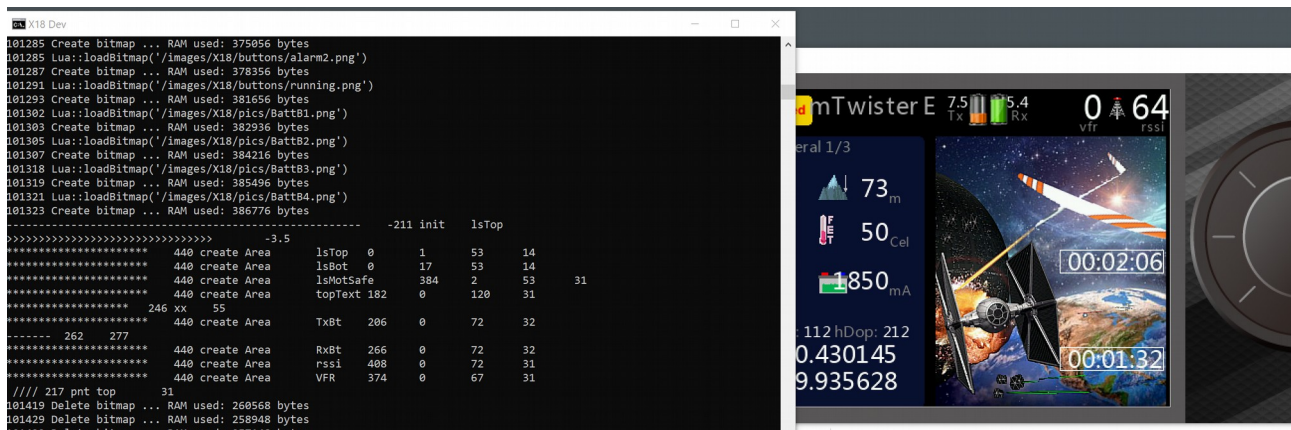 X18 Dev
101285 Create bitmap ... RAM used: 375056 bytes
101285 Lua::loadBitmap('/images/X18/buttons/alarm2.png')
101287 Create bitmap ... RAM used: 378356 bytes
101291 Lua::loadBitmap('/images/X18/buttons/running.png')
101293 Create bitmap ... RAM used: 381656 bytes
101302 Lua::loadBitmap('/images/X18/pics/BattB1.png')
101303 Create bitmap ... RAM used: 382936 bytes
101305 Lua::loadBitmap('/images/X18/pics/BattB2.png')
101307 Create bitmap ... RAM used: 384216 bytes
101318 Lua::loadBitmap('/images/X18/pics/BattB3.png')
101319 Create bitmap ... RAM used: 385496 bytes
101321 Lua::loadBitmap('/images/X18/pics/BattB4.png')
101323 Create bitmap ... RAM used: 386776 bytes
------------------------------------------------------ -211 init lsTop
>>>>>>>>>>>>>>>>>>>>>>>>>>>>>>>> -3.5
********************** 440 create Area lsTop 0 1 53 14
********************** 440 create Area lsBot 0 17 53 14
********************** 440 create Area lsMotSafe 384 2 53 31
********************** 440 create Area topText 182 0 120 31
******************* 246 xx 55
********************** 440 create Area TxBt 206 0 72 32
------- 262 277
********************** 440 create Area RxBt 266 0 72 32
********************** 440 create Area rssi 408 0 72 31
********************** 440 create Area VFR 374 0 67 31
//// 217 pnt top 31
101419 Delete bitmap ... RAM used: 260568 bytes
101429 Delete bitmap ... RAM used: 258948 bytes
mTwister E 7.5 Tx 5.4 Rx 0 vfr 64 rssi
eral 1/3
73 m
FET 50 Cel
00:02:06
1850 mA
: 112 hDop: 212
0.430145
00:01:32
9.935628